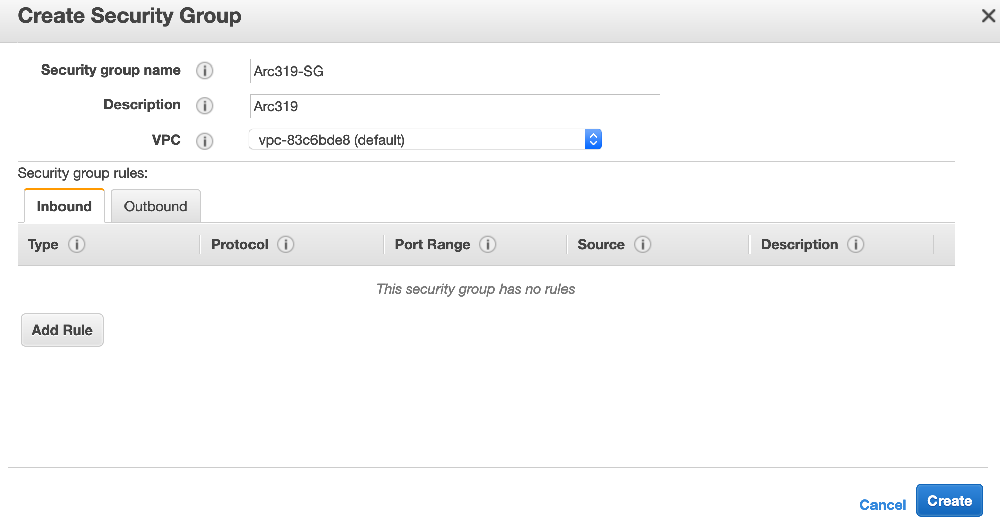 Create Security Group
Security group name
Arc319-SG
Description
Arc319
VPC
vpc-83c6bde8 (default)
Security group rules:
Inbound Outbound
Type Protocol Port Range Source Description
This security group has no rules
Add Rule
Cancel Create